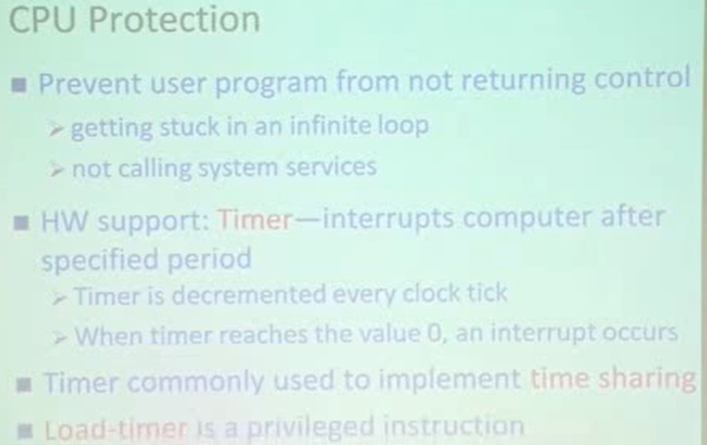 CPU Protection
■ Prevent user program from not returning control
➢ getting stuck in an infinite loop
➢ not calling system services
■ HW support: Timer—interrupts computer after
specified period
➢ Timer is decremented every clock tick
➢ When timer reaches the value 0, an interrupt occurs
■ Timer commonly used to implement time sharing
■ Load-timer is a privileged instruction